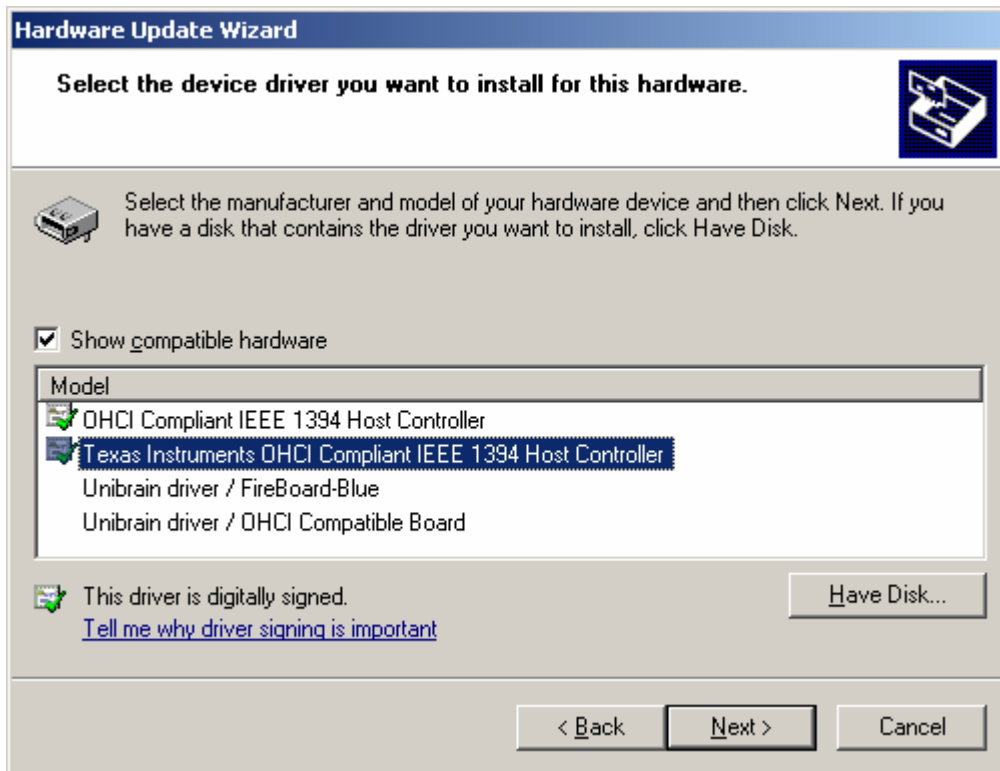 Hardware Update Wizard
Select the device driver you want to install for this hardware.
Select the manufacturer and model of your hardware device and then click Next. If you
have a disk that contains the driver you want to install, click Have Disk.
Show compatible hardware
Model
OHCI Compliant IEEE 1394 Host Controller
Texas Instruments OHCI Compliant IEEE 1394 Host Controller
Unibrain driver / FireBoard-Blue
Unibrain driver / OHCI Compatible Board
This driver is digitally signed.
Have Disk...
Tell me why driver signing is important
< Back
Next >
Cancel